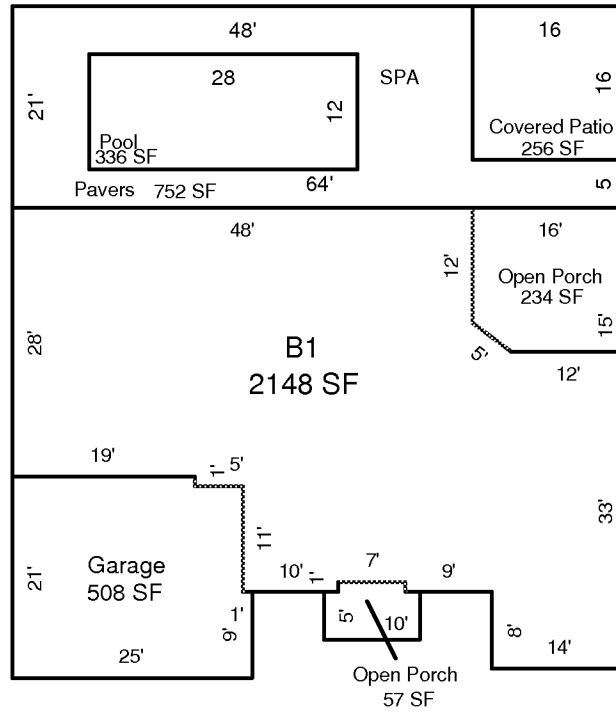 48' 16
28 SPA
21' 12 16
Pool
336 SF
Covered Patio
256 SF
Pavers 752 SF 64' 5
48' 16'
12' Open Porch
234 SF
28' 15'
B1
2148 SF
5' 12'
19' 1' 5'
33'
11'
Garage
508 SF
21' 10' 1' 7' 9'
1' 9' 5' 10' 8'
25' 14'
Open Porch
57 SF